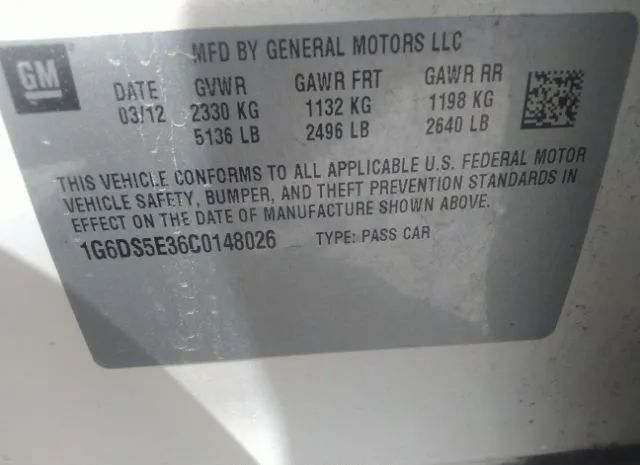 GM
MFD BY GENERAL MOTORS LLC
DATE GVWR GAWR FRT GAWR RR
03/12 2330 KG 1132 KG 1198 KG
5136 LB 2496 LB 2640 LB
THIS VEHICLE CONFORMS TO ALL APPLICABLE U.S. FEDERAL MOTOR
VEHICLE SAFETY, BUMPER, AND THEFT PREVENTION STANDARDS IN
EFFECT ON THE DATE OF MANUFACTURE SHOWN ABOVE.
1G6DS5E36C0148026 TYPE: PASS CAR